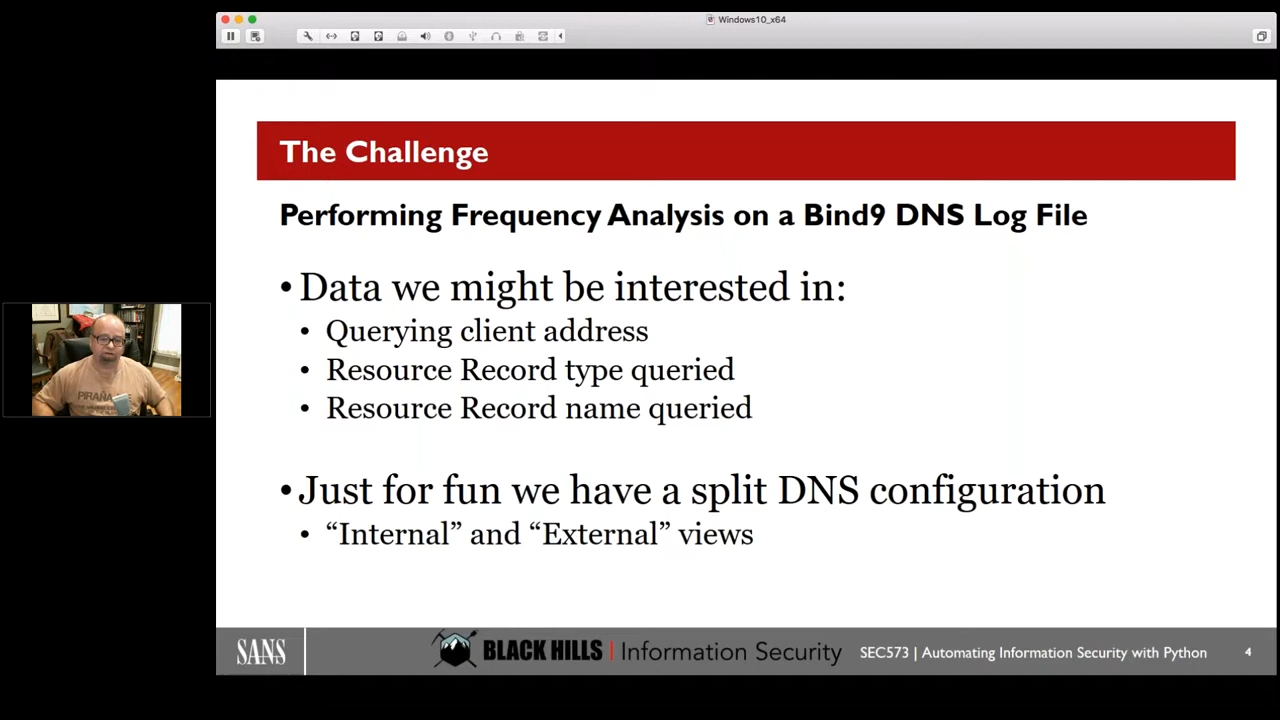 Windows10_x64
The Challenge
Performing Frequency Analysis on a Bind9 DNS Log File
• Data we might be interested in:
• Querying client address
• Resource Record type queried
• Resource Record name queried
• Just for fun we have a split DNS configuration
• “Internal” and “External” views
SANS
BLACK HILLS | Information Security
SEC573 | Automating Information Security with Python
4